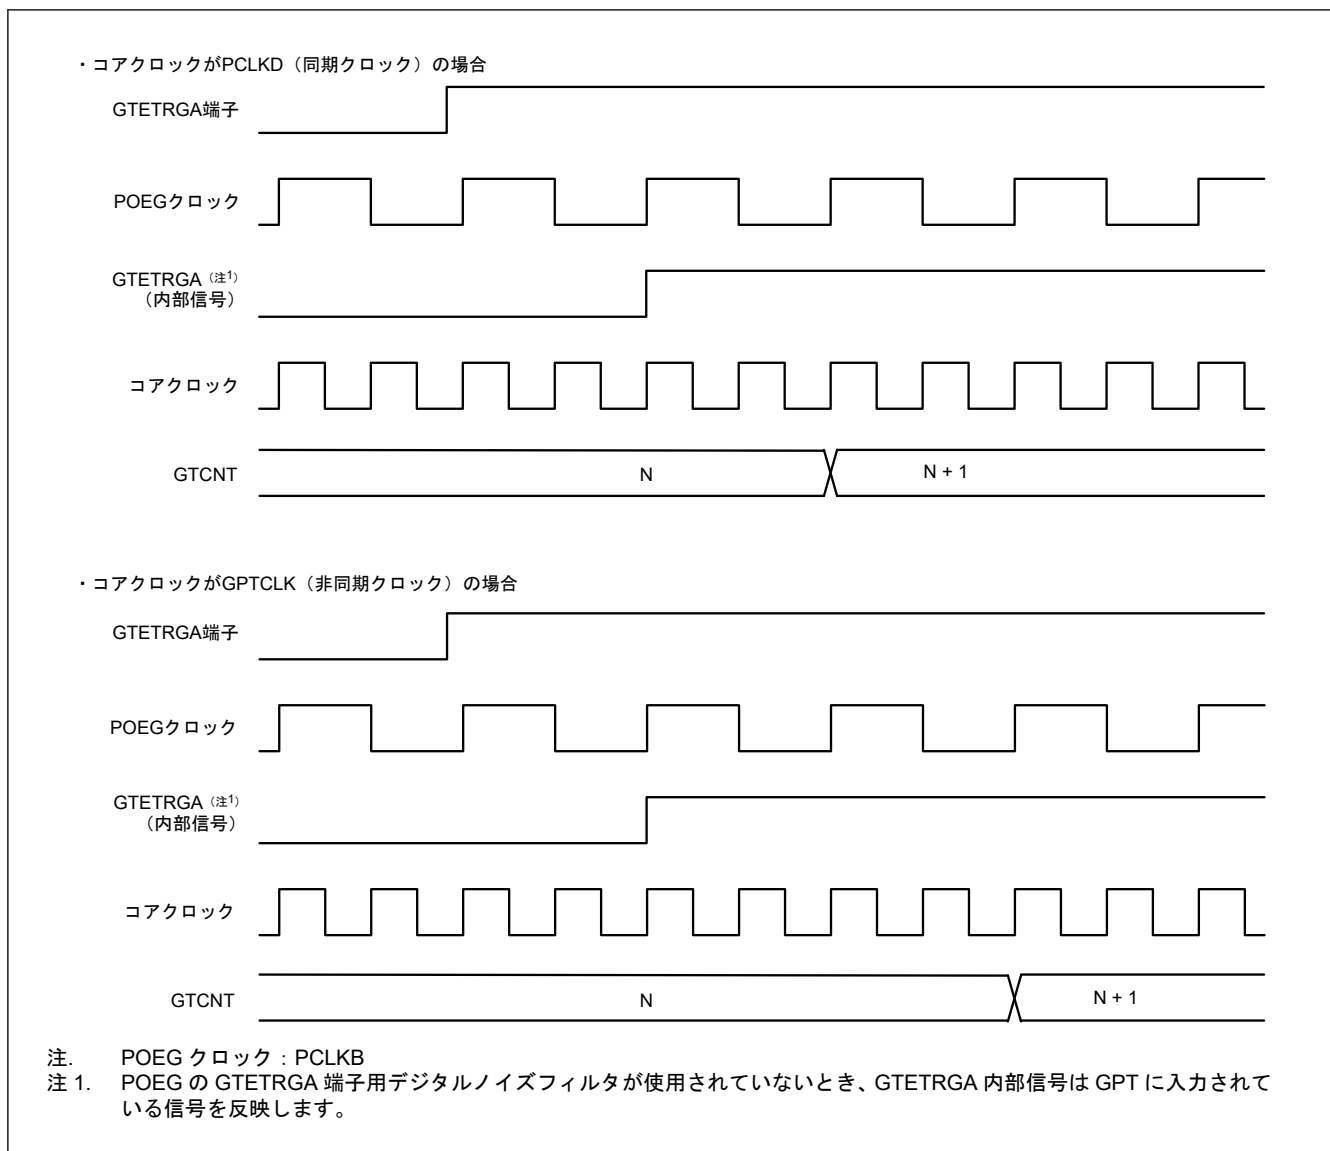 ・コアクロックがPCLKD（同期クロック）の場合
GTETRGA端子
POEGクロック
GTETRGA（注1）
（内部信号）
コアクロック
GTCNT
N
N + 1
・コアクロックがGPTCLK（非同期クロック）の場合
GTETRGA端子
POEGクロック
GTETRGA（注1）
（内部信号）
コアクロック
GTCNT
N
N + 1
注. POEG クロック：PCLKB
注 1. POEG の GTETRGA 端子用デジタルノイズフィルタが使用されていないとき、GTETRGA 内部信号は GPT に入力されて
いる信号を反映します。